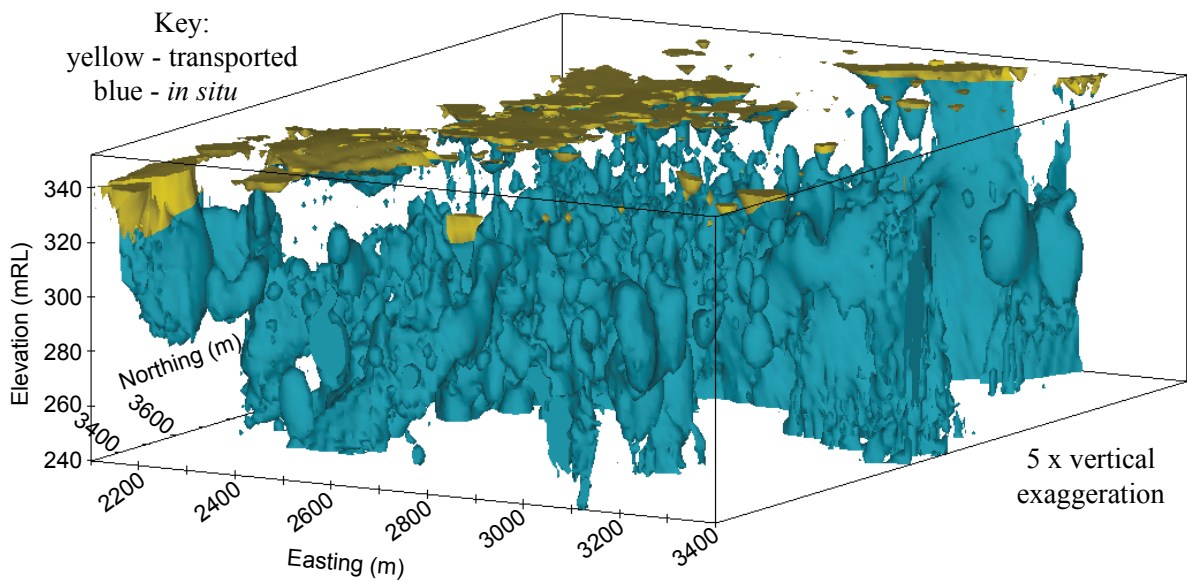 Key:
yellow - transported
blue - in situ
340
320
300
280
260
240
Elevation (mRL)
Northing (m)
3600
3400
2200
2400
2600
2800
3000
3200
3400
Easting (m)
5 x vertical
exaggeration